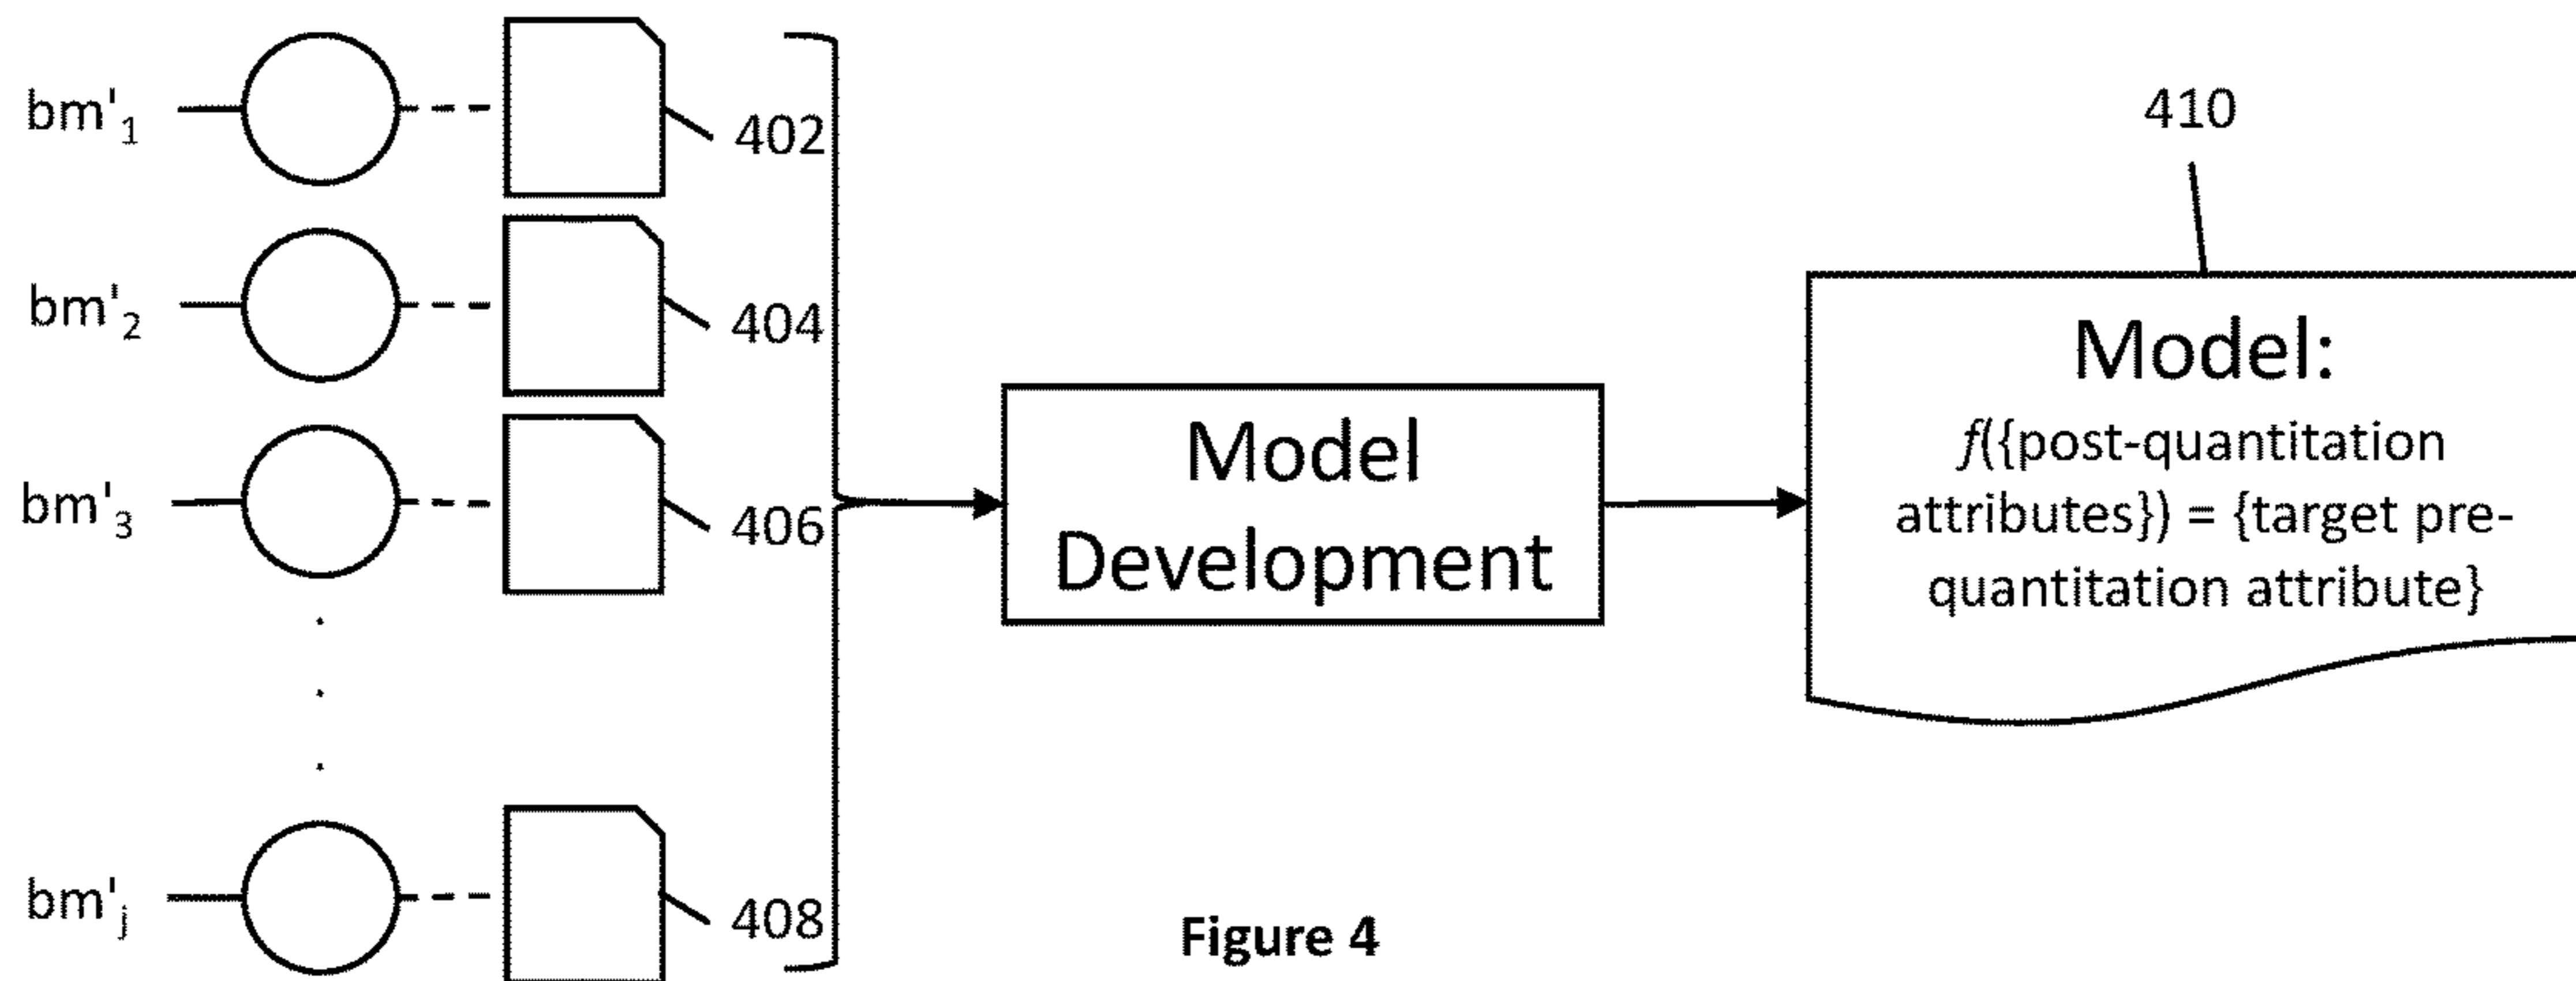 bm'1
402
bm'2
404
bm'3
406
bm'j
408
Model
Development
410
Model:
f({post-quantitation
attributes}) = {target pre-
quantitation attribute}
Figure 4